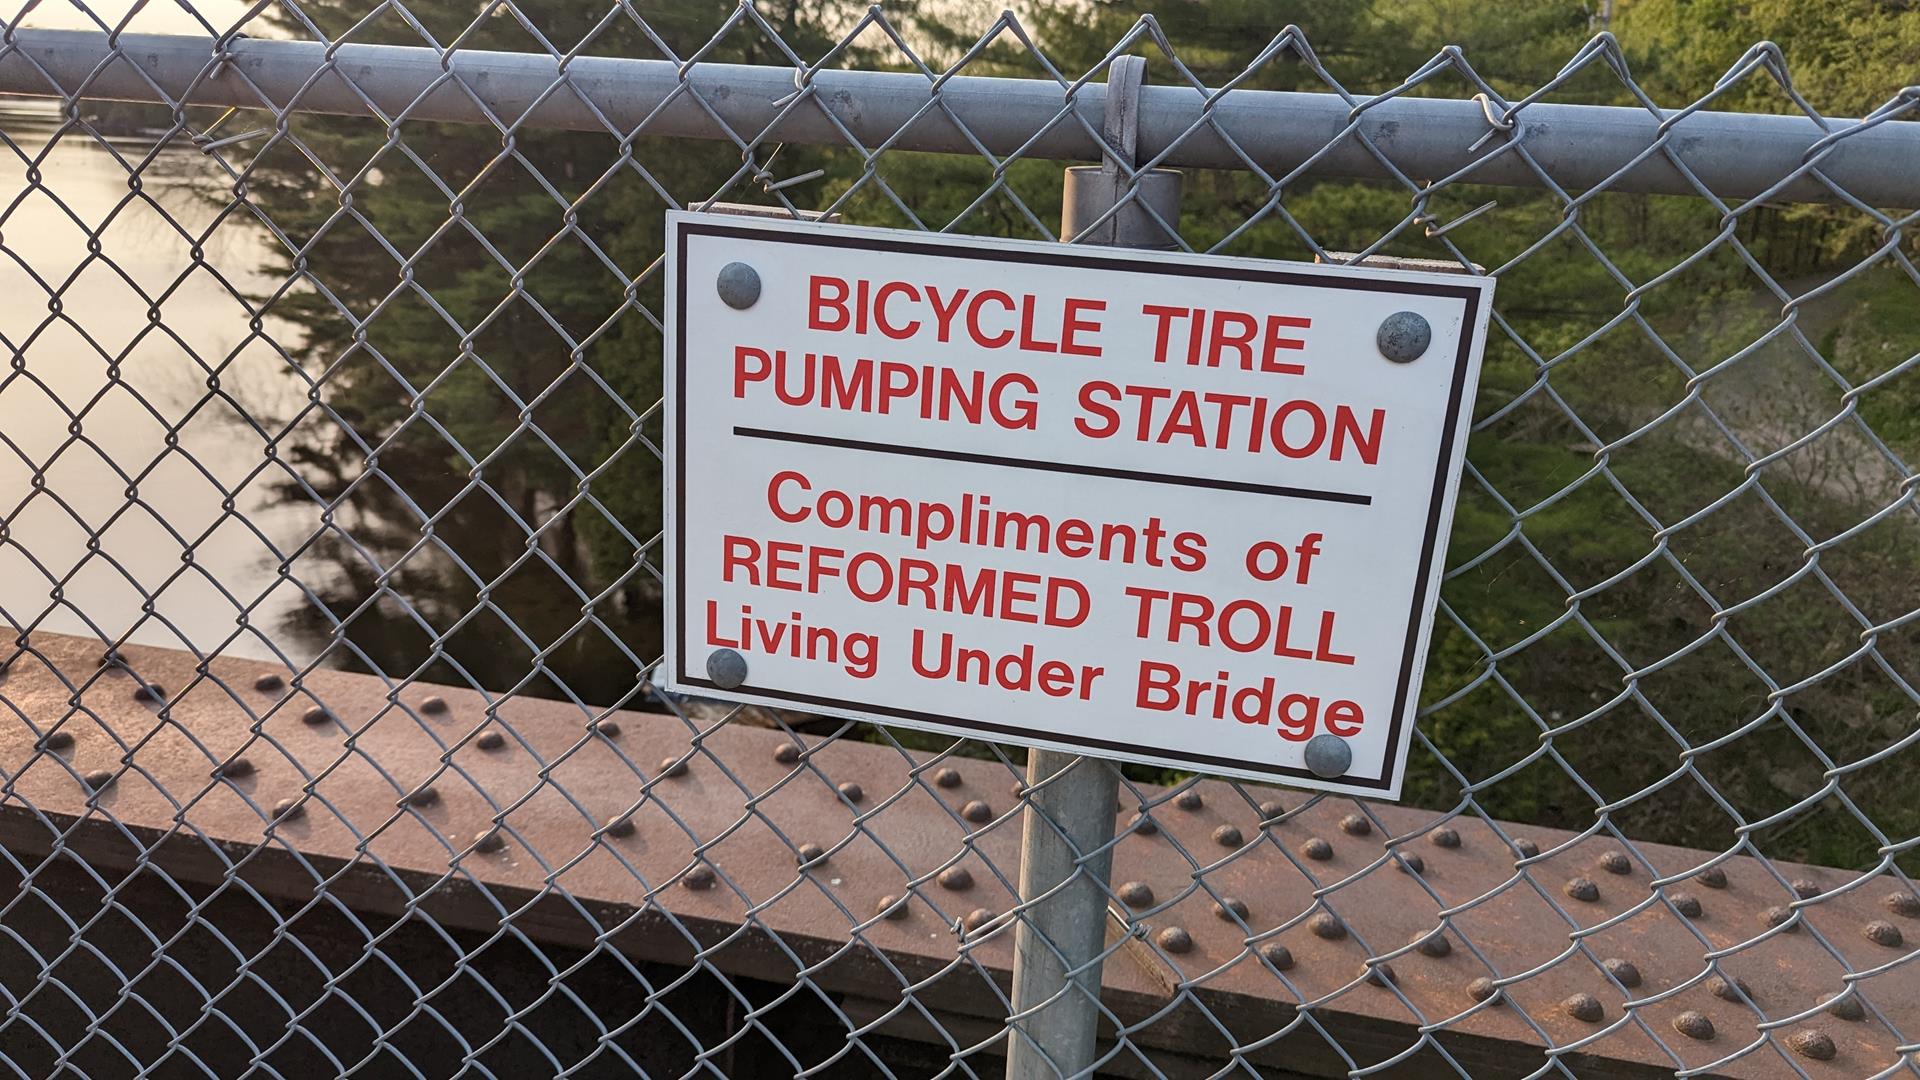 BICYCLE TIRE
PUMPING STATION
Compliments of
REFORMED TROLL
Living Under Bridge